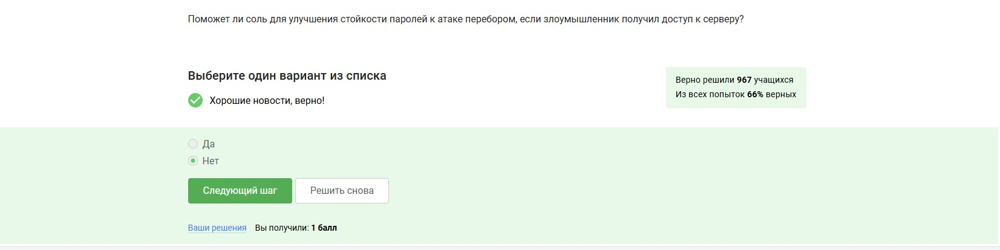 Поможет ли соль для улучшения стойкости паролей к атаке перебором, если злоумышленник получил доступ к серверу?
Выберите один вариант из списка
Хорошие новости, верно!
Верно решили 967 учащихся
Из всех попыток 66% верных
Да
Нет
Следующий шаг Решить снова
Ваши решения Вы получили: 1 балл